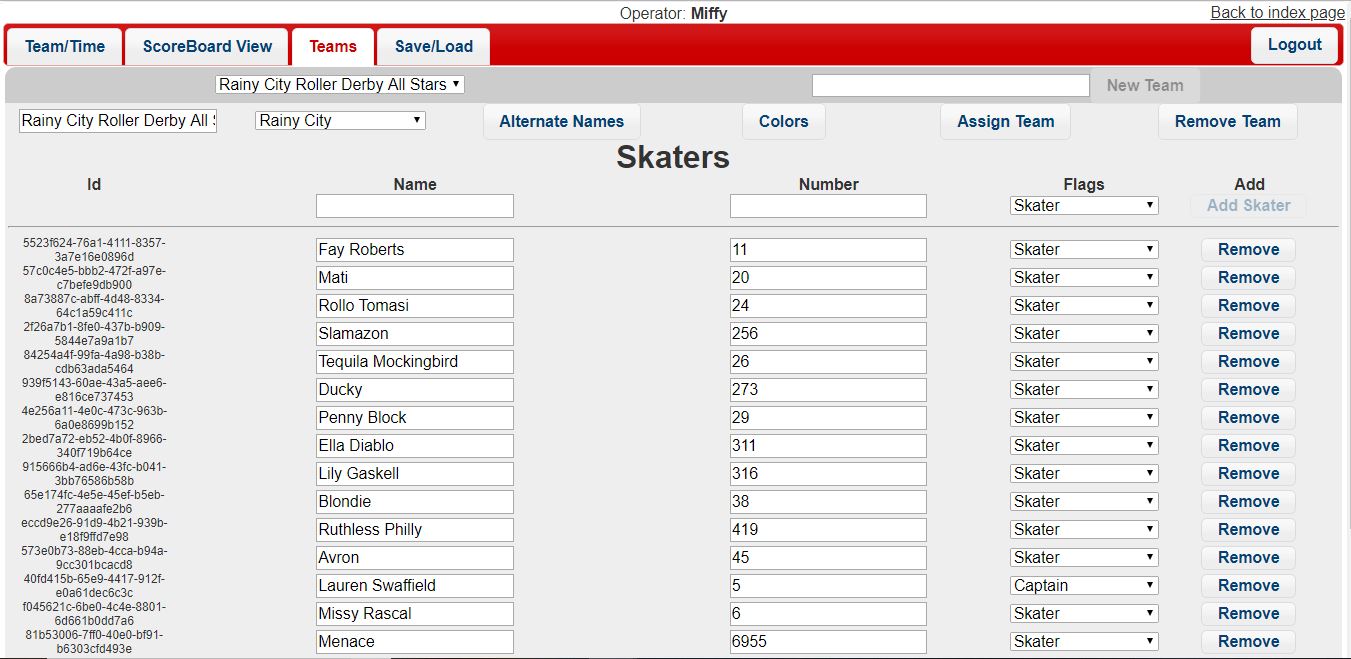 Operator: Miffy
Back to index page
Team/Time ScoreBoard View Teams Save/Load Logout
Rainy City Roller Derby All Stars New Team
Rainy City Roller Derby All Rainy City Alternate Names Colors Assign Team Remove Team
Skaters
Id Name Number Flags Add
Skater Add Skater
5523f624-76a1-4111-8357-
3a7e16e0896d
Fay Roberts 11 Skater Remove
57c0c4e5-bbb2-472f-a97e-
c7befe9db900
Mati 20 Skater Remove
8a73887c-abff-4d48-8334-
64c1a59c411c
Rollo Tomasi 24 Skater Remove
2f26a7b1-8fe0-437b-b909-
5844e7a9a1b7
Slamazon 256 Skater Remove
84254a4f-99fa-4a98-b38b-
cdb63ada5464
Tequila Mockingbird 26 Skater Remove
939f5143-60ae-43a5-aee6-
e816ce737453
Ducky 273 Skater Remove
4e256a11-4e0c-473c-963b-
6a0e8699b152
Penny Block 29 Skater Remove
2bed7a72-eb52-4b0f-8966-
340f719b64ce
Ella Diablo 311 Skater Remove
915666b4-ad6e-43fc-b041-
3bb76586b58b
Lily Gaskell 316 Skater Remove
65e174fc-4e5e-45ef-b5eb-
277aaaafe2b6
Blondie 38 Skater Remove
eccd9e26-91d9-4b21-939b-
e18f9ffd7e98
Ruthless Philly 419 Skater Remove
573e0b73-88eb-4cca-b94a-
9cc301bcacd8
Avron 45 Skater Remove
40fd415b-65e9-4417-912f-
e0a61dec6c3c
Lauren Swaffield 5 Captain Remove
f045621c-6be0-4c4e-8801-
6d661b0dd7a6
Missy Rascal 6 Skater Remove
81b53006-7ff0-40e0-bf91-
b6303cfd493e
Menace 6955 Skater Remove